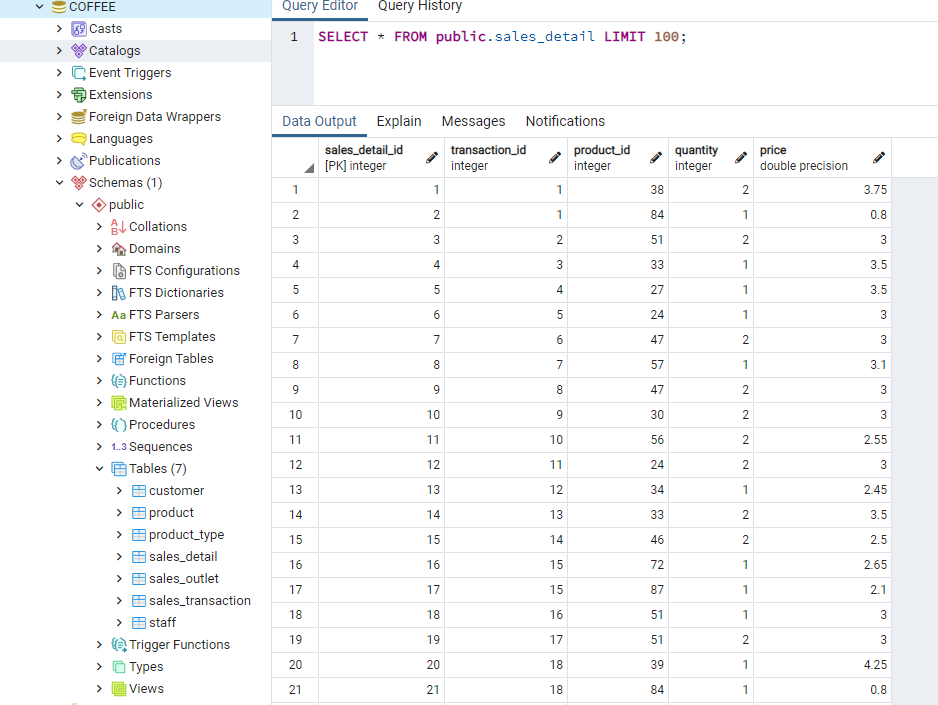 COFFEE
Casts
Catalogs
Event Triggers
Extensions
Foreign Data Wrappers
Languages
Publications
Schemas (1)
public
Collations
Domains
FTS Configurations
FTS Dictionaries
FTS Parsers
FTS Templates
Foreign Tables
Functions
Materialized Views
Procedures
1..3 Sequences
Tables (7)
customer
product
product_type
sales_detail
sales_outlet
sales_transaction
staff
Trigger Functions
Types
Views
Query Editor Query History
1 SELECT * FROM public.sales_detail LIMIT 100;
Data Output Explain Messages Notifications
sales_detail_id transaction_id product_id quantity price
[PK] integer integer integer integer double precision
1 1 1 38 2 3.75
2 2 1 84 1 0.8
3 3 2 51 2 3
4 4 3 33 1 3.5
5 5 4 27 1 3.5
6 6 5 24 1 3
7 7 6 47 2 3
8 8 7 57 1 3.1
9 9 8 47 2 3
10 10 9 30 2 3
11 11 10 56 2 2.55
12 12 11 24 2 3
13 13 12 34 1 2.45
14 14 13 33 2 3.5
15 15 14 46 2 2.5
16 16 15 72 1 2.65
17 17 15 87 1 2.1
18 18 16 51 1 3
19 19 17 51 2 3
20 20 18 39 1 4.25
21 21 18 84 1 0.8